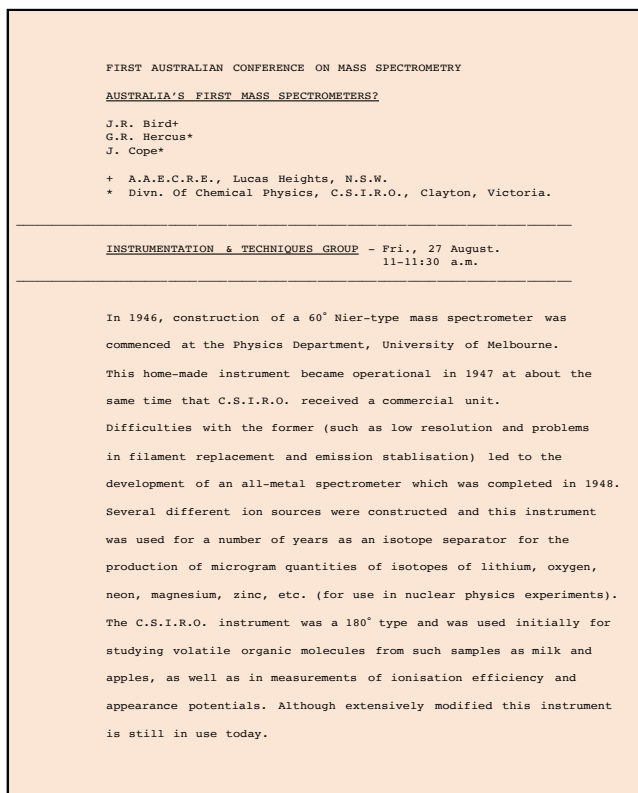 FIRST AUSTRALIAN CONFERENCE ON MASS SPECTROMETRY
AUSTRALIA'S FIRST MASS SPECTROMETERS?
J.R. Bird+
G.R. Hercus*
J. Cope*
+ A.A.E.C.R.E., Lucas Heights, N.S.W.
* Divn. Of Chemical Physics, C.S.I.R.O., Clayton, Victoria.
INSTRUMENTATION & TECHNIQUES GROUP - Fri., 27 August.
11-11:30 a.m.
In 1946, construction of a 60° Nier-type mass spectrometer was
commenced at the Physics Department, University of Melbourne.
This home-made instrument became operational in 1947 at about the
same time that C.S.I.R.O. received a commercial unit.
Difficulties with the former (such as low resolution and problems
in filament replacement and emission stablisation) led to the
development of an all-metal spectrometer which was completed in 1948.
Several different ion sources were constructed and this instrument
was used for a number of years as an isotope separator for the
production of microgram quantities of isotopes of lithium, oxygen,
neon, magnesium, zinc, etc. (for use in nuclear physics experiments).
The C.S.I.R.O. instrument was a 180° type and was used initially for
studying volatile organic molecules from such samples as milk and
apples, as well as in measurements of ionisation efficiency and
appearance potentials. Although extensively modified this instrument
is still in use today.